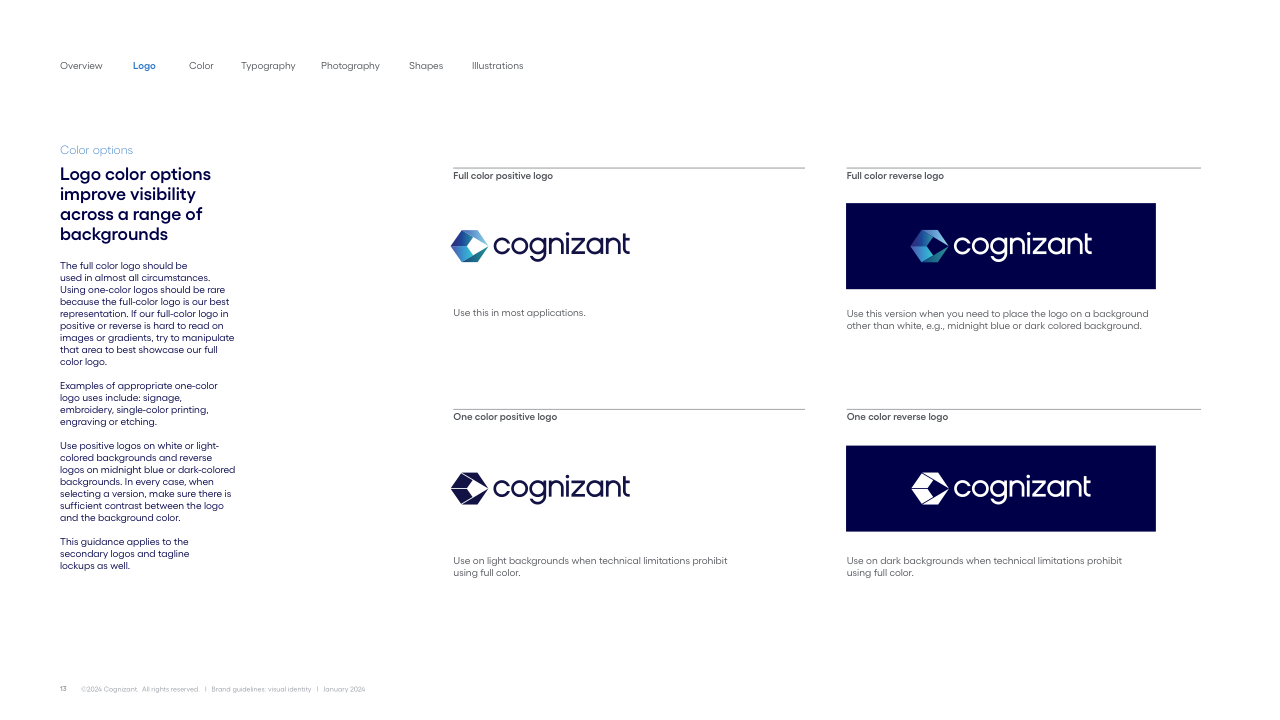 Overview Logo Color Typography Photography Shapes Illustrations
Color options
Logo color options
improve visibility
across a range of
backgrounds
The full color logo should be
used in almost all circumstances.
Using one-color logos should be rare
because the full-color logo is our best
representation. If our full-color logo in
positive or reverse is hard to read on
images or gradients, try to manipulate
that area to best showcase our full
color logo.
Examples of appropriate one-color
logo uses include: signage,
embroidery, single-color printing,
engraving or etching.
Use positive logos on white or light-
colored backgrounds and reverse
logos on midnight blue or dark-colored
backgrounds. In every case, when
selecting a version, make sure there is
sufficient contrast between the logo
and the background color.
This guidance applies to the
secondary logos and tagline
lockups as well.
Full color positive logo
cognizant
Use this in most applications.
Full color reverse logo
cognizant
Use this version when you need to place the logo on a background
other than white, e.g., midnight blue or dark colored background.
One color positive logo
cognizant
Use on light backgrounds when technical limitations prohibit
using full color.
One color reverse logo
cognizant
Use on dark backgrounds when technical limitations prohibit
using full color.
13 ©2024 Cognizant. All rights reserved. | Brand guidelines: visual identity | January 2024